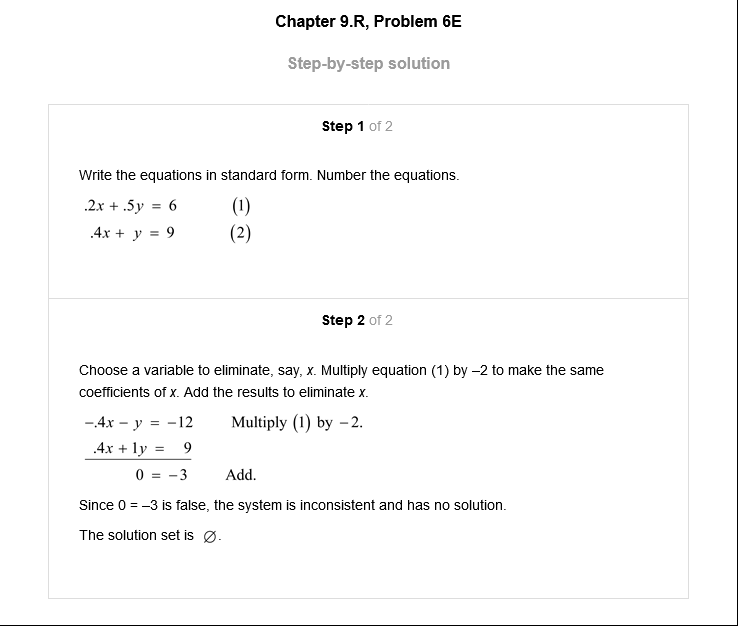 Chapter 9.R, Problem 6E
Step-by-step solution
Step 1 of 2
Write the equations in standard form. Number the equations.
.2x + .5y = 6 (1)
.4x + y = 9 (2)
Step 2 of 2
Choose a variable to eliminate, say, x. Multiply equation (1) by –2 to make the same
coefficients of x. Add the results to eliminate x.
−.4x − y = −12 Multiply (1) by −2.
.4x + 1y = 9
0 = −3 Add.
Since 0 = –3 is false, the system is inconsistent and has no solution.
The solution set is ∅.